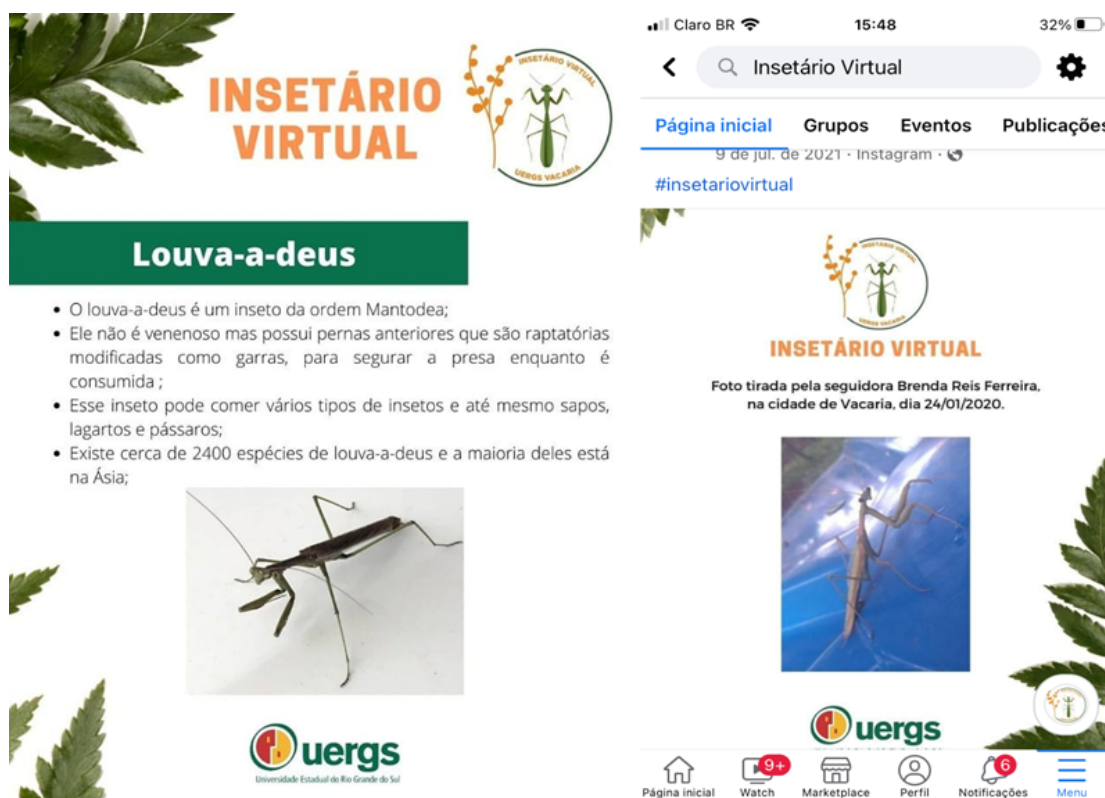 INSETÁRIO
VIRTUAL
INSETÁRIO VIRTUAL
UERGS VACARIA
Louva-a-deus
• O louva-a-deus é um inseto da ordem Mantodea;
• Ele não é venenoso mas possui pernas anteriores que são raptatórias
modificadas como garras, para segurar a presa enquanto é
consumida ;
• Esse inseto pode comer vários tipos de insetos e até mesmo sapos,
lagartos e pássaros;
• Existe cerca de 2400 espécies de louva-a-deus e a maioria deles está
na Ásia;
uergs
Universidade Estadual do Rio Grande do Sul
Claro BR 15:48 32%
Insetário Virtual
Página inicial Grupos Eventos Publicações
9 de jul. de 2021 · Instagram ·
#insetariovirtual
INSETÁRIO VIRTUAL
UERGS VACARIA
INSETÁRIO VIRTUAL
Foto tirada pela seguidora Brenda Reis Ferreira,
na cidade de Vacaria, dia 24/01/2020.
uergs
9+ 6
Página inicial Watch Marketplace Perfil Notificações Menu